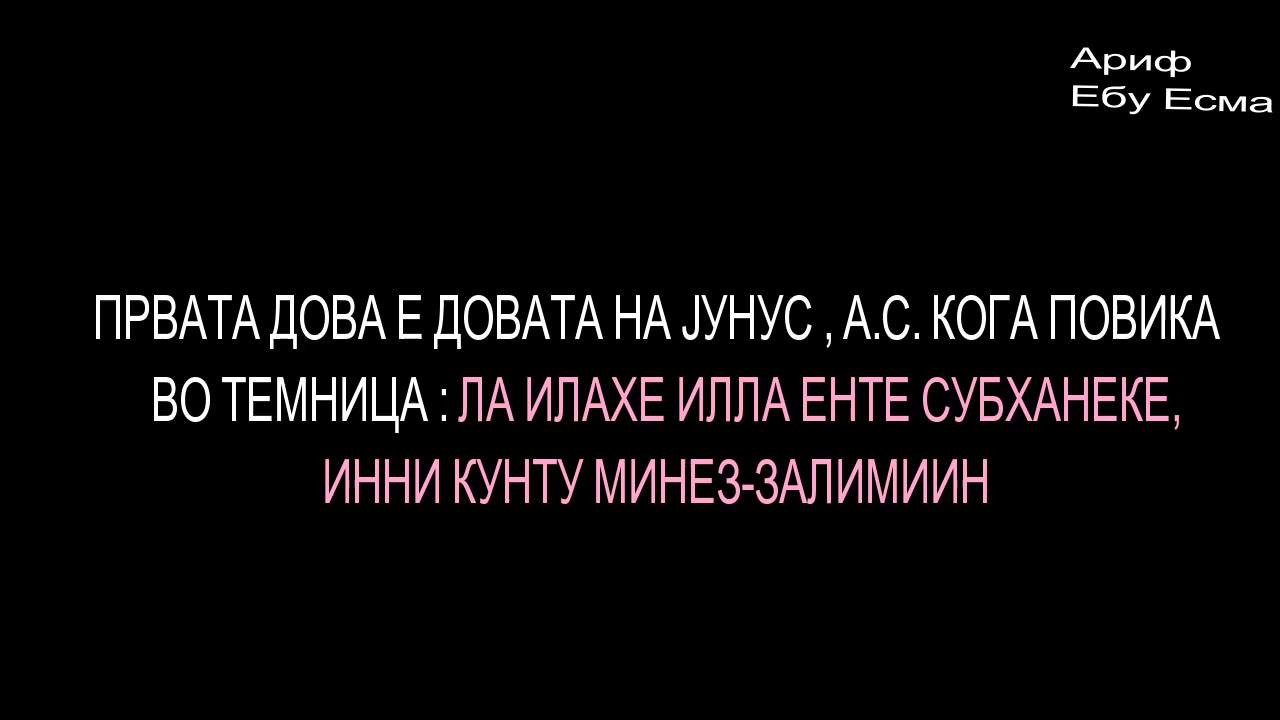 Ариф
Ебу Есма
ПРВАТА ДОВА Е ДОВАТА НА ЈУНУС , А.С. КОГА ПОВИКА
ВО ТЕМНИЦА : ЛА ИЛАХЕ ИЛЛА ЕНТЕ СУБХАНЕКЕ,
ИННИ КУНТУ МИНЕЗ-ЗАЛИМИИН